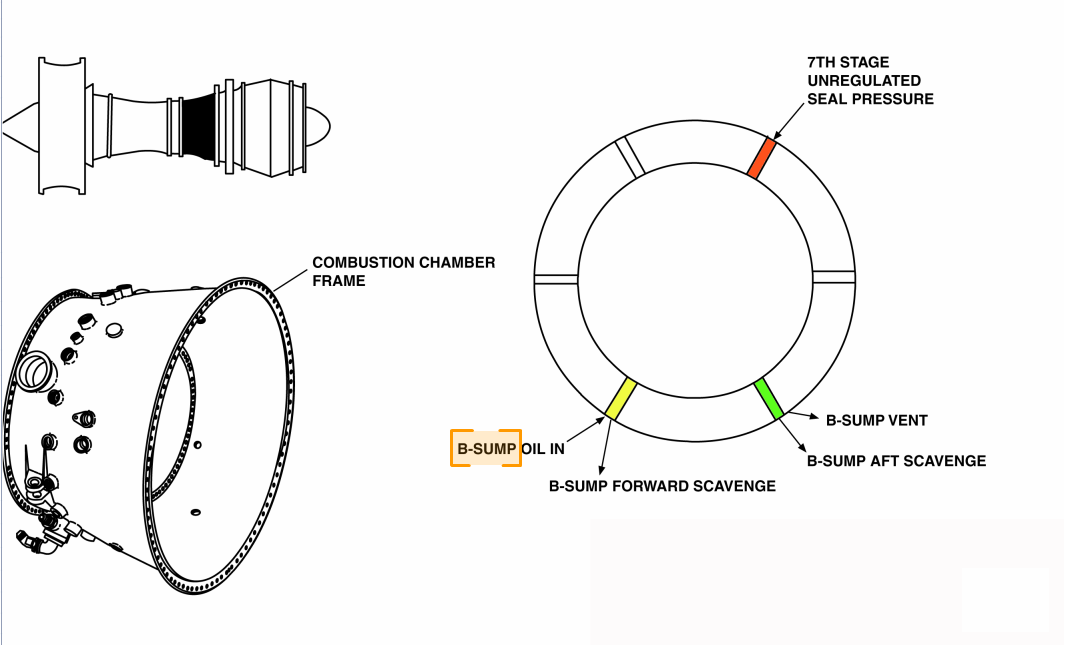 7TH STAGE
UNREGULATED
SEAL PRESSURE
COMBUSTION CHAMBER
FRAME
B-SUMP VENT
B-SUMP OIL IN
B-SUMP AFT SCAVENGE
B-SUMP FORWARD SCAVENGE